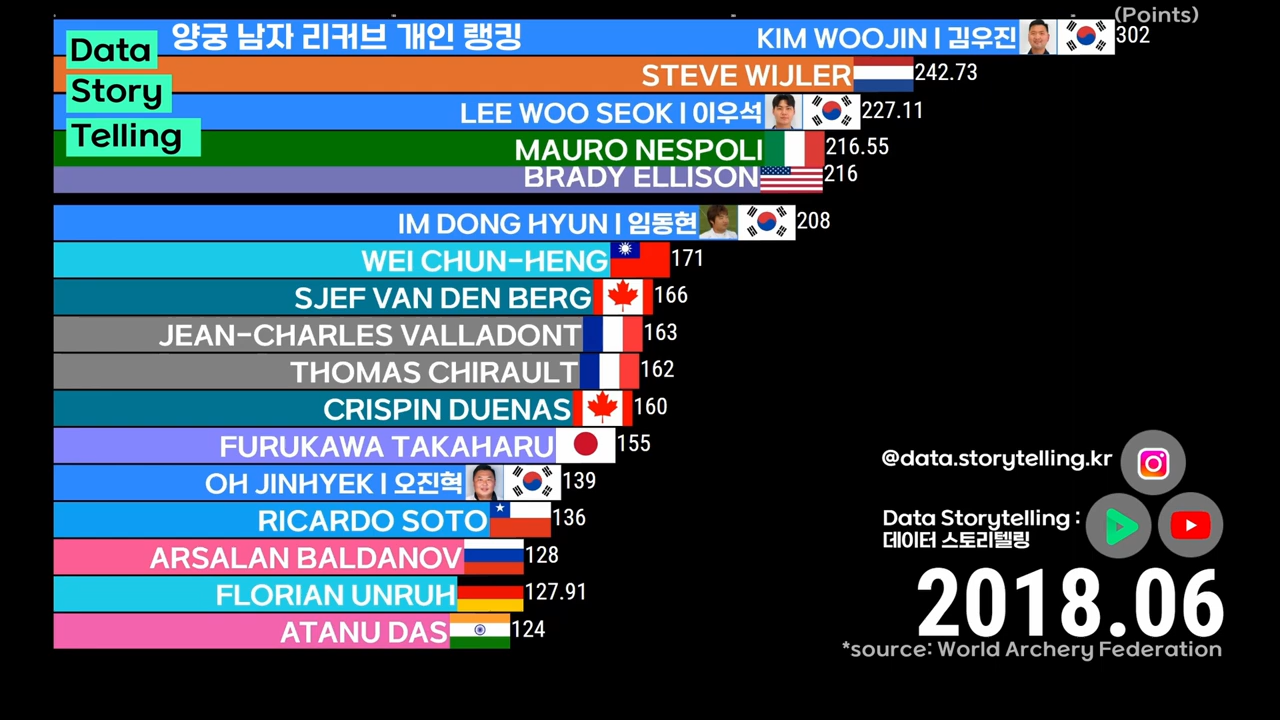 (Points)
Data
Story
Telling
양궁 남자 리커브 개인 랭킹
KIM WOOJIN | 김우진 302
STEVE WIJLER 242.73
LEE WOO SEOK | 이우석 227.11
MAURO NESPOLI 216.55
BRADY ELLISON 216
IM DONG HYUN | 임동현 208
WEI CHUN-HENG 171
SJEF VAN DEN BERG 166
JEAN-CHARLES VALLADONT 163
THOMAS CHIRAULT 162
CRISPIN DUENAS 160
FURUKAWA TAKAHARU 155
OH JINHYEK | 오진혁 139
RICARDO SOTO 136
ARSALAN BALDANOV 128
FLORIAN UNRUH 127.91
ATANU DAS 124
@data.storytelling.kr
Data Storytelling :
데이터 스토리텔링
2018.06
*source: World Archery Federation